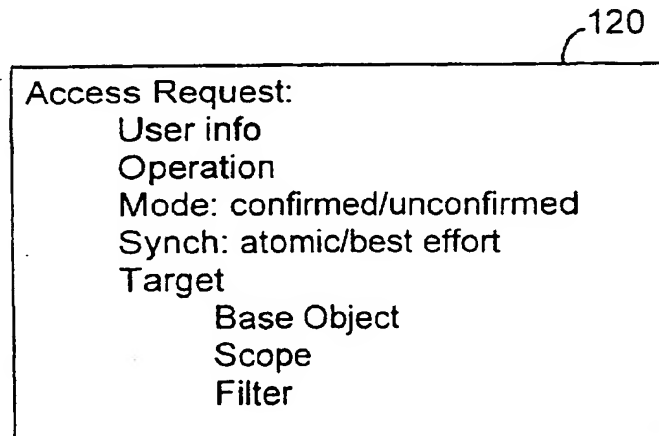 120
Access Request:
User info
Operation
Mode: confirmed/unconfirmed
Synch: atomic/best effort
Target
Base Object
Scope
Filter